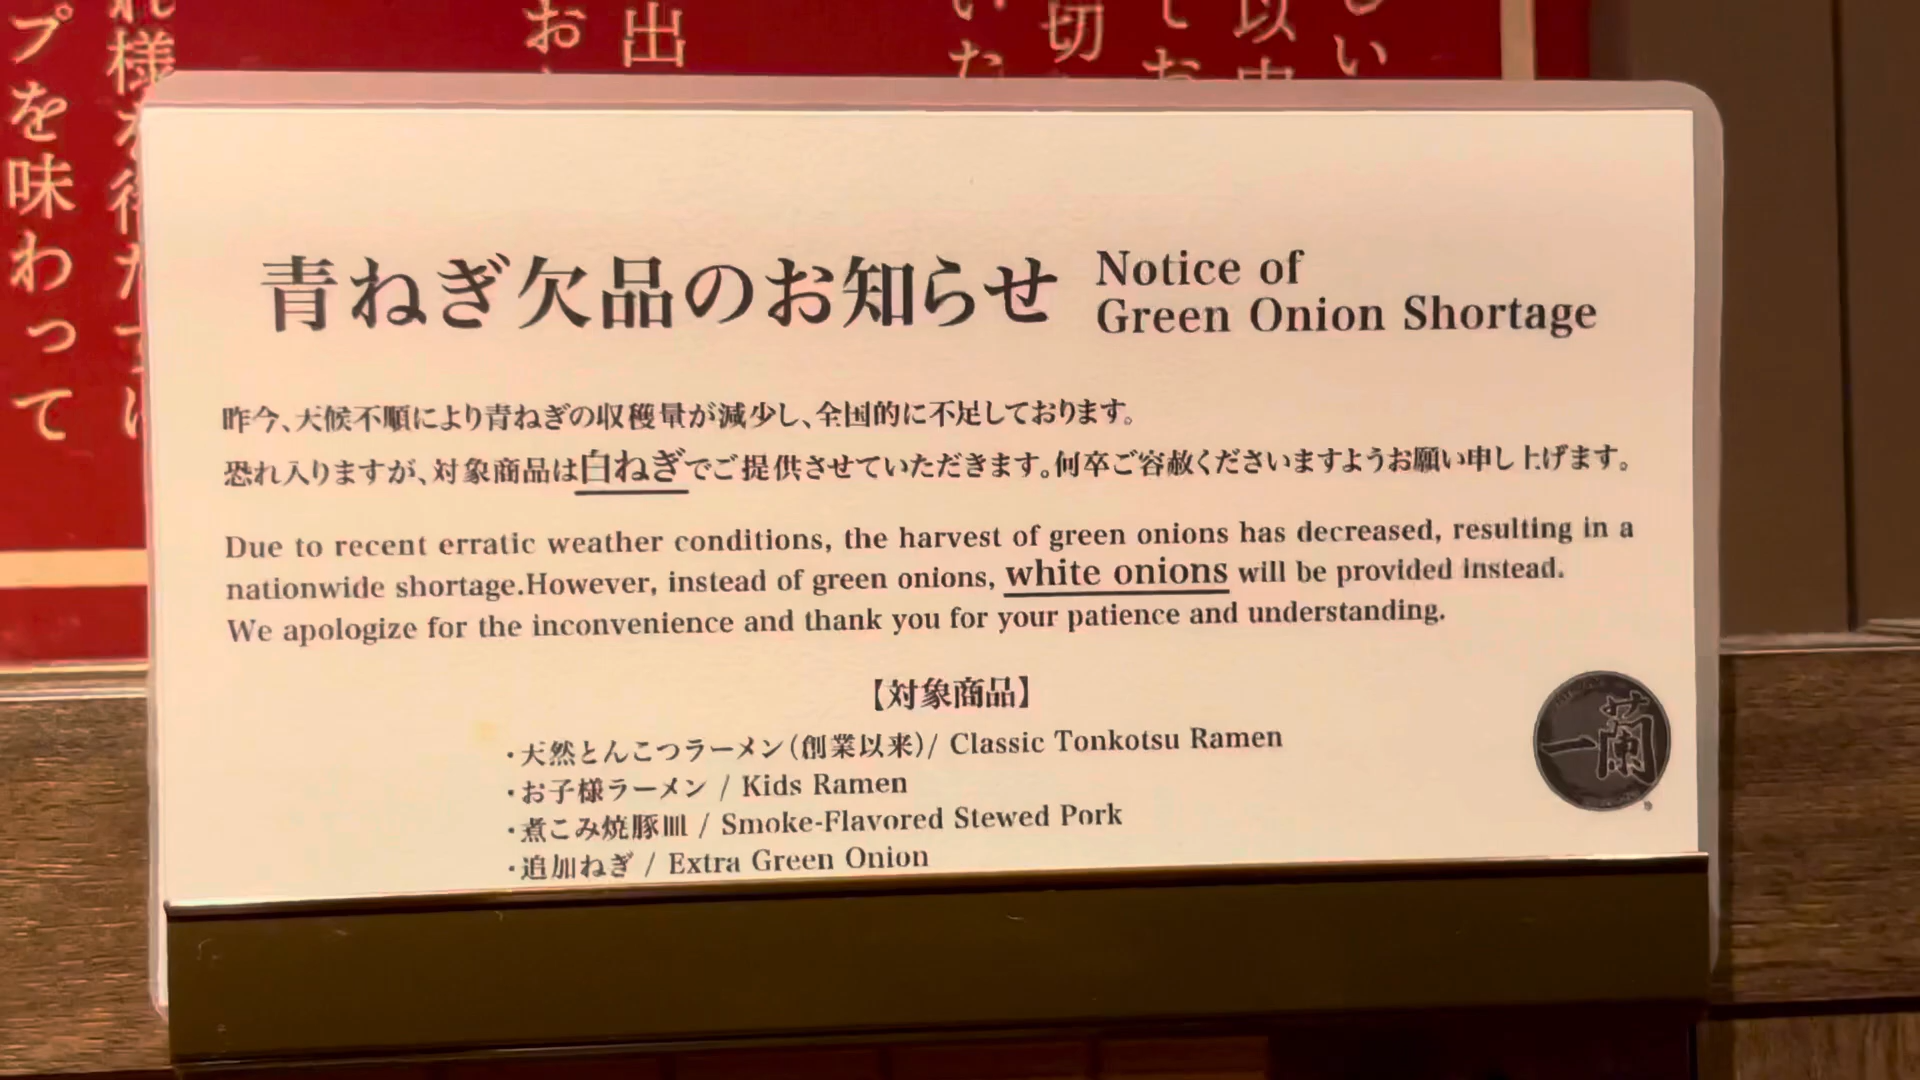 青ねぎ欠品のお知らせ
Notice of
Green Onion Shortage
昨今、天候不順により青ねぎの収穫量が減少し、全国的に不足しております。
恐れ入りますが、対象商品は白ねぎでご提供させていただきます。何卒ご容赦くださいますようお願い申し上げます。
Due to recent erratic weather conditions, the harvest of green onions has decreased, resulting in a
nationwide shortage.However, instead of green onions, white onions will be provided instead.
We apologize for the inconvenience and thank you for your patience and understanding.
【対象商品】
・天然とんこつラーメン(創業以来)/ Classic Tonkotsu Ramen
・お子様ラーメン / Kids Ramen
・煮こみ焼豚皿 / Smoke-Flavored Stewed Pork
・追加ねぎ / Extra Green Onion
一蘭
プを味わって
出
切